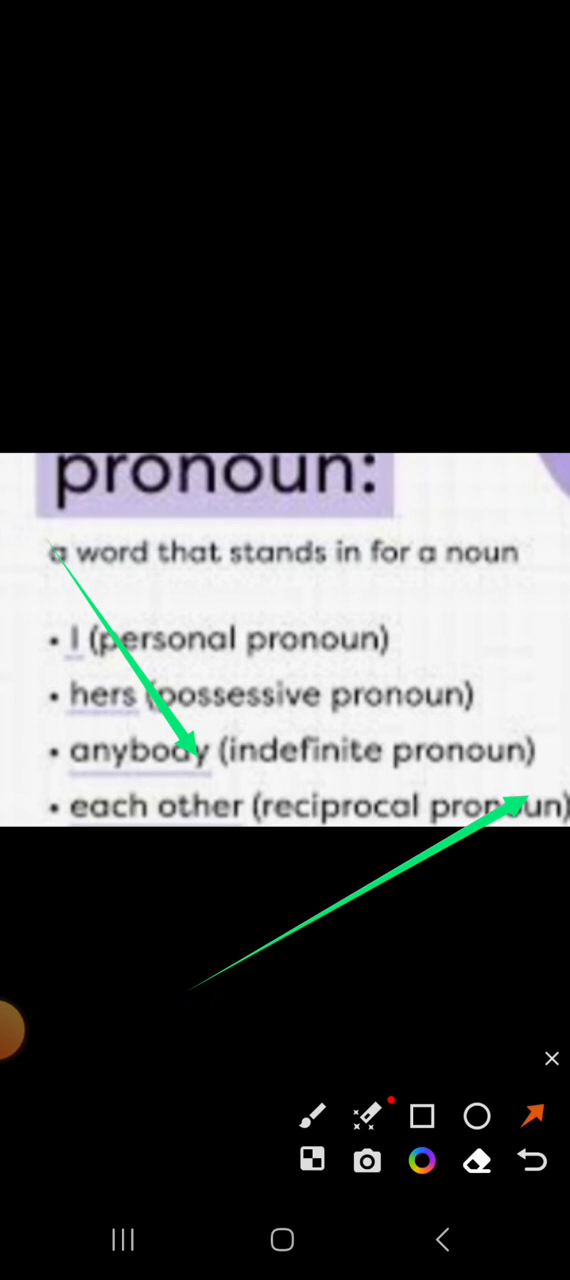 pronoun:
a word that stands in for a noun
• I (personal pronoun)
• hers (possessive pronoun)
• anybody (indefinite pronoun)
• each other (reciprocal pronoun)